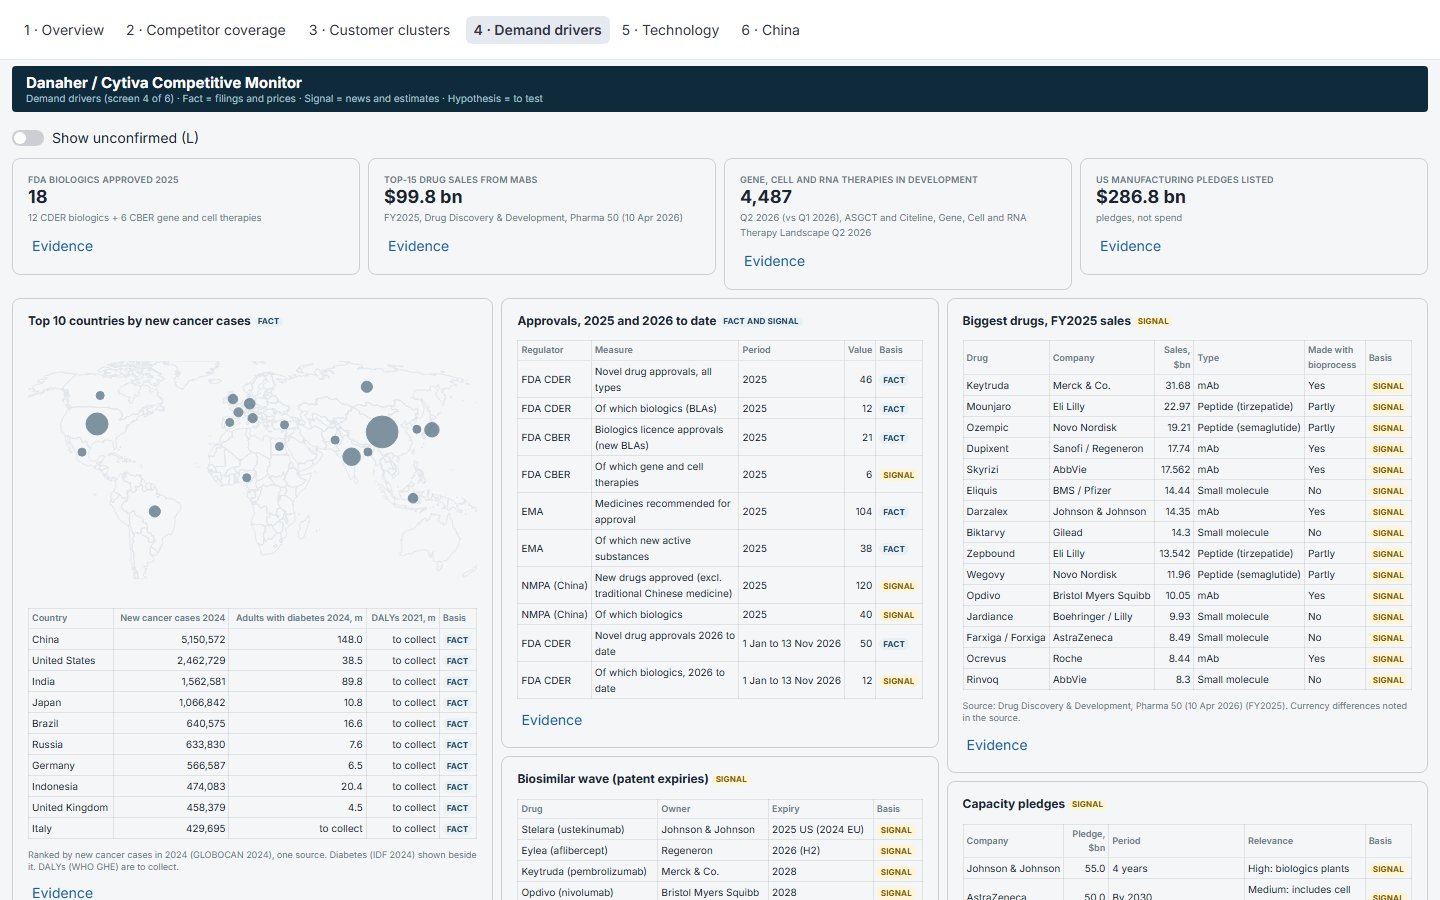 1 · Overview
2 · Competitor coverage
3 · Customer clusters
4 · Demand drivers
5 · Technology
6 · China
Danaher / Cytiva Competitive Monitor
Demand drivers (screen 4 of 6) · Fact = filings and prices · Signal = news and estimates · Hypothesis = to test
Show unconfirmed (L)
FDA BIOLOGICS APPROVED 2025
18
12 CDER biologics + 6 CBER gene and cell therapies
Evidence
TOP-15 DRUG SALES FROM MABS
$99.8 bn
FY2025, Drug Discovery & Development, Pharma 50 (10 Apr 2026)
Evidence
GENE, CELL AND RNA THERAPIES IN DEVELOPMENT
4,487
Q2 2026 (vs Q1 2026), ASGCT and Citeline, Gene, Cell and RNA
Therapy Landscape Q2 2026
Evidence
US MANUFACTURING PLEDGES LISTED
$286.8 bn
pledges, not spend
Evidence
Top 10 countries by new cancer cases FACT
Country New cancer cases 2024 Adults with diabetes 2024, m DALYs 2021, m Basis
China 5,150,572 148.0 to collect FACT
United States 2,462,729 38.5 to collect FACT
India 1,562,581 89.8 to collect FACT
Japan 1,066,842 10.8 to collect FACT
Brazil 640,575 16.6 to collect FACT
Russia 633,830 7.6 to collect FACT
Germany 566,587 6.5 to collect FACT
Indonesia 474,083 20.4 to collect FACT
United Kingdom 458,379 4.5 to collect FACT
Italy 429,695 to collect to collect FACT
Ranked by new cancer cases in 2024 (GLOBOCAN 2024), one source. Diabetes (IDF 2024) shown beside
it. DALYs (WHO GHE) are to collect.
Evidence
Approvals, 2025 and 2026 to date FACT AND SIGNAL
Regulator Measure Period Value Basis
FDA CDER Novel drug approvals, all types 2025 46 FACT
FDA CDER Of which biologics (BLAs) 2025 12 FACT
FDA CBER Biologics licence approvals (new BLAs) 2025 21 FACT
FDA CBER Of which gene and cell therapies 2025 6 SIGNAL
EMA Medicines recommended for approval 2025 104 FACT
EMA Of which new active substances 2025 38 FACT
NMPA (China) New drugs approved (excl. traditional Chinese medicine) 2025 120 SIGNAL
NMPA (China) Of which biologics 2025 40 SIGNAL
FDA CDER Novel drug approvals 2026 to date 1 Jan to 13 Nov 2026 50 FACT
FDA CDER Of which biologics, 2026 to date 1 Jan to 13 Nov 2026 12 SIGNAL
Evidence
Biosimilar wave (patent expiries) SIGNAL
Drug Owner Expiry Basis
Stelara (ustekinumab) Johnson & Johnson 2025 US (2024 EU) SIGNAL
Eylea (aflibercept) Regeneron 2026 (H2) SIGNAL
Keytruda (pembrolizumab) Merck & Co. 2028 SIGNAL
Opdivo (nivolumab) Bristol Myers Squibb 2028 SIGNAL
Biggest drugs, FY2025 sales SIGNAL
Drug Company Sales, $bn Type Made with bioprocess Basis
Keytruda Merck & Co. 31.68 mAb Yes SIGNAL
Mounjaro Eli Lilly 22.97 Peptide (tirzepatide) Partly SIGNAL
Ozempic Novo Nordisk 19.21 Peptide (semaglutide) Partly SIGNAL
Dupixent Sanofi / Regeneron 17.74 mAb Yes SIGNAL
Skyrizi AbbVie 17.562 mAb Yes SIGNAL
Eliquis BMS / Pfizer 14.44 Small molecule No SIGNAL
Darzalex Johnson & Johnson 14.35 mAb Yes SIGNAL
Biktarvy Gilead 14.3 Small molecule No SIGNAL
Zepbound Eli Lilly 13.542 Peptide (tirzepatide) Partly SIGNAL
Wegovy Novo Nordisk 11.96 Peptide (semaglutide) Partly SIGNAL
Opdivo Bristol Myers Squibb 10.05 mAb Yes SIGNAL
Jardiance Boehringer / Lilly 9.93 Small molecule No SIGNAL
Farxiga / Forxiga AstraZeneca 8.49 Small molecule No SIGNAL
Ocrevus Roche 8.44 mAb Yes SIGNAL
Rinvoq AbbVie 8.3 Small molecule No SIGNAL
Source: Drug Discovery & Development, Pharma 50 (10 Apr 2026) (FY2025). Currency differences noted
in the source.
Evidence
Capacity pledges SIGNAL
Company Pledge, $bn Period Relevance Basis
Johnson & Johnson 55.0 4 years High: biologics plants SIGNAL
AstraZeneca 50.0 By 2030 Medium: includes cell SIGNAL